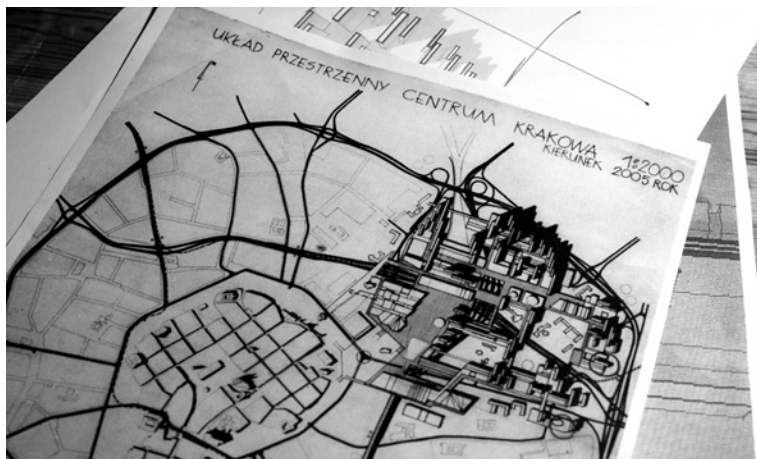 UKŁAD PRZESTRZENNY CENTRUM KRAKOWA 1:2000
KIERUNEK 2005 ROK